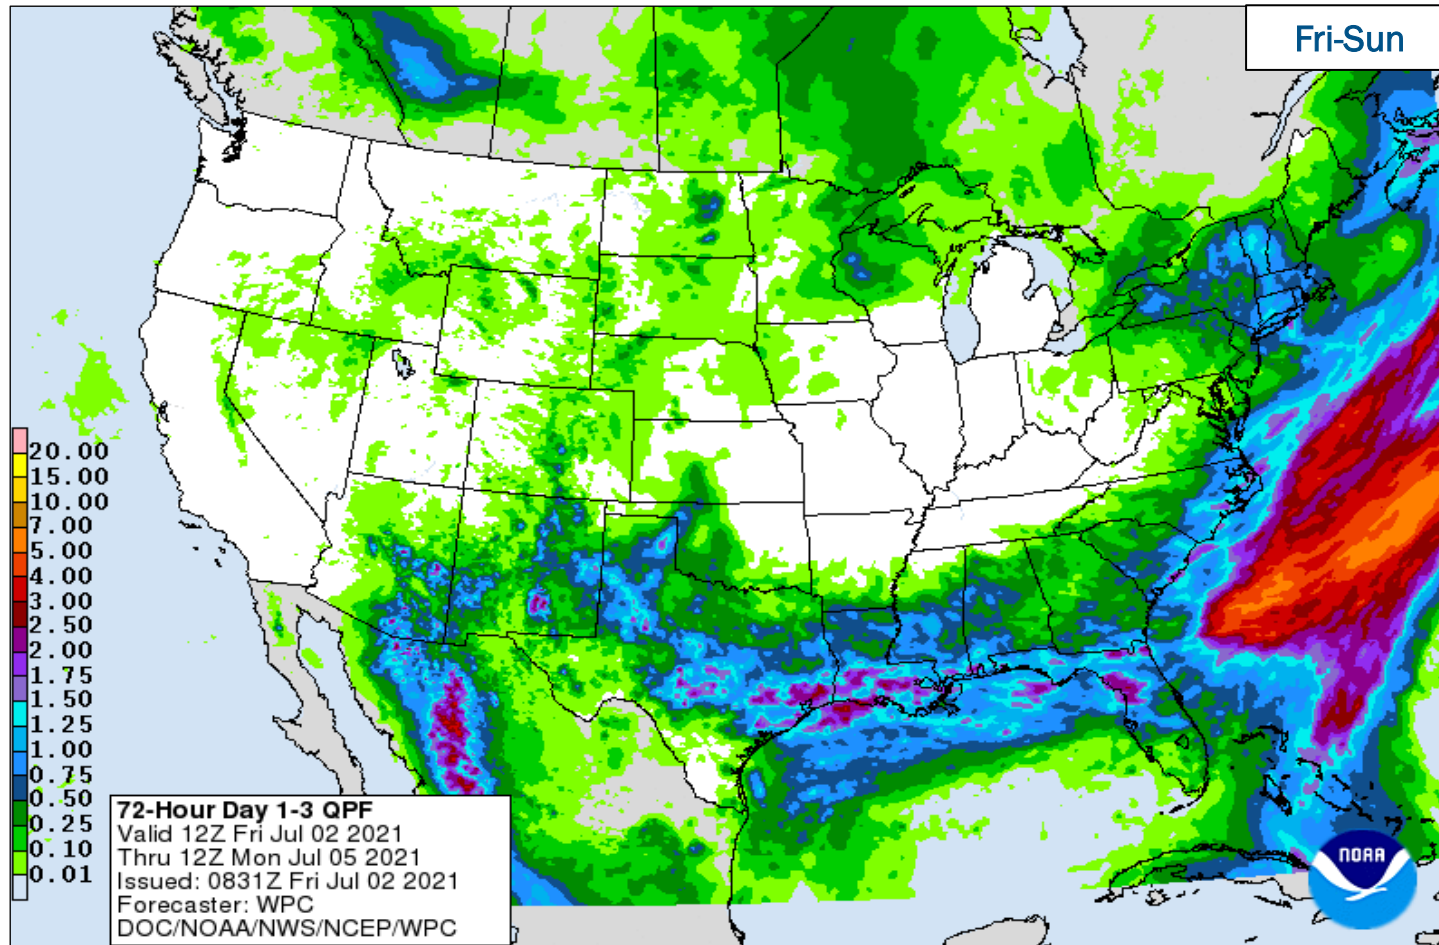 Fri-Sun
20.00
15.00
10.00
7.00
5.00
4.00
3.00
2.50
2.00
1.75
1.50
1.25
1.00
0.75
0.50
0.25
0.10
0.01
72-Hour Day 1-3 QPF
Valid 12Z Fri Jul 02 2021
Thru 12Z Mon Jul 05 2021
Issued: 0831Z Fri Jul 02 2021
Forecaster: WPC
DOC/NOAA/NWS/NCEP/WPC
NOAA